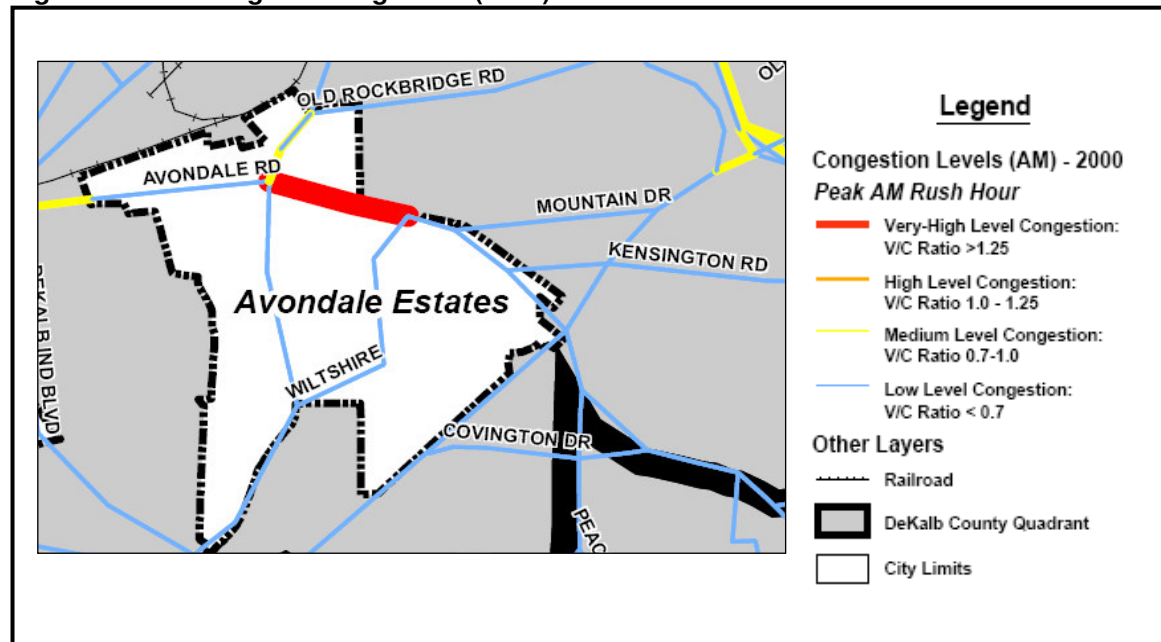 OLD ROCKBRIDGE RD
OL
AVONDALE RD
MOUNTAIN DR
KENSINGTON RD
Avondale Estates
DEKALB IND BLVD
WILTSHIRE
COVINGTON DR
PEAC
Legend
Congestion Levels (AM) - 2000
Peak AM Rush Hour
Very-High Level Congestion:
V/C Ratio >1.25
High Level Congestion:
V/C Ratio 1.0 - 1.25
Medium Level Congestion:
V/C Ratio 0.7-1.0
Low Level Congestion:
V/C Ratio < 0.7
Other Layers
Railroad
DeKalb County Quadrant
City Limits